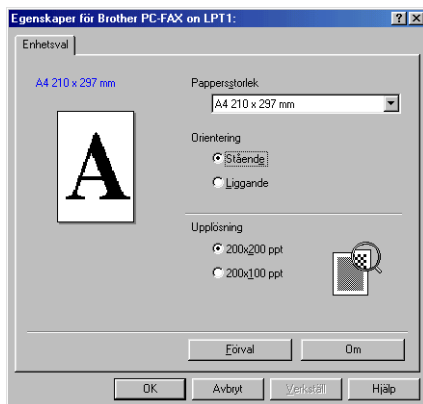 Egenskaper för Brother PC-FAX on LPT1:
Enhetsval
A4 210 x 297 mm
A
Pappersstorlek
A4 210 x 297 mm
Orientering
Stående
Liggande
Upplösning
200x200 ppt
200x100 ppt
Förval
Om
OK
Avbryt
Verkställ
Hjälp